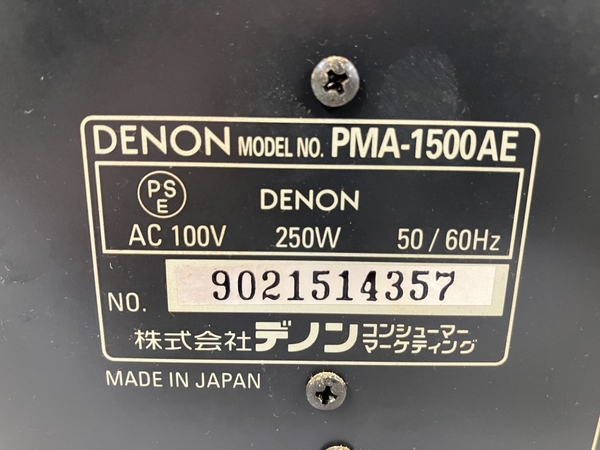 DENON MODEL NO. PMA-1500AE
PS
E
DENON
AC 100V 250W 50/60Hz
NO. 9021514357
株式会社デノン コンシューマー
マーケティング
MADE IN JAPAN